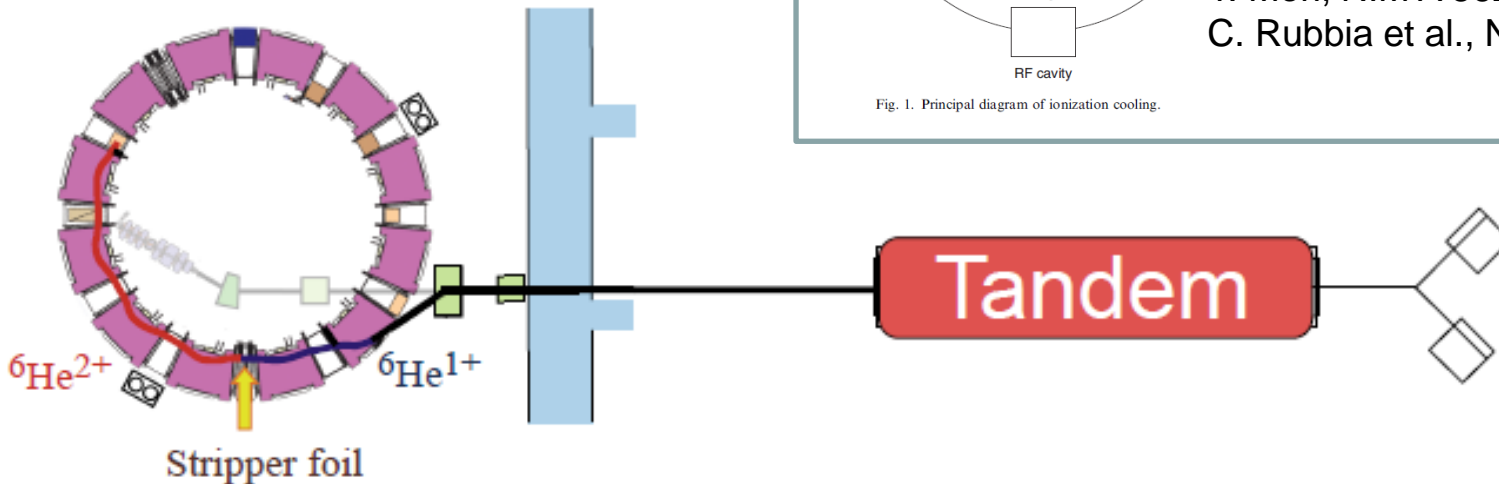 C. Rubbia et al., N
RF cavity
Fig. 1. Principal diagram of ionization cooling.
Tandem
⁶He²⁺
⁶He¹⁺
Stripper foil